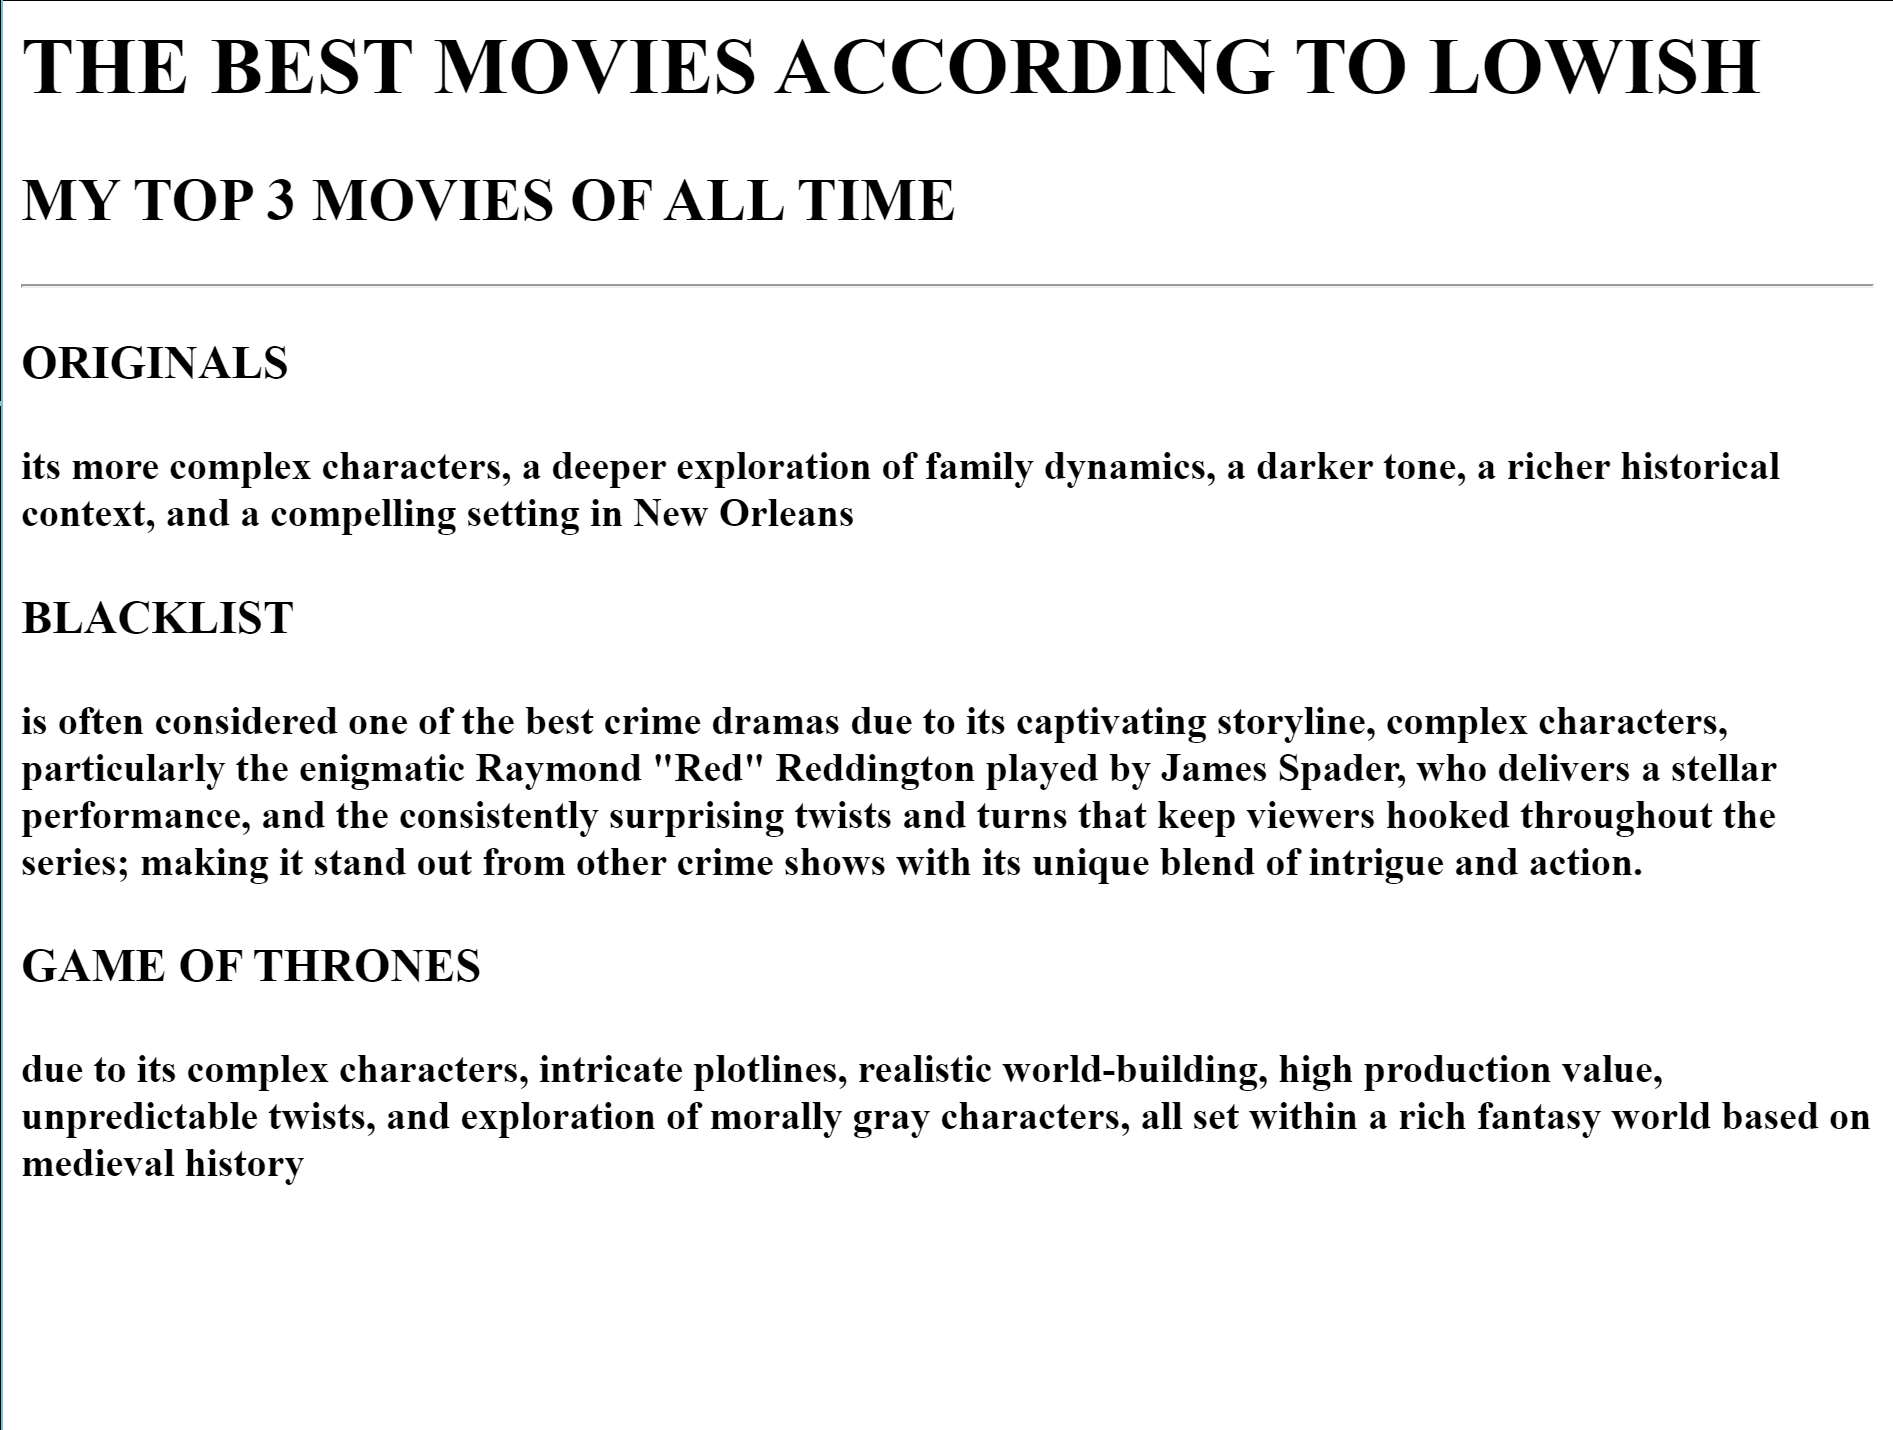 THE BEST MOVIES ACCORDING TO LOWISH
MY TOP 3 MOVIES OF ALL TIME
ORIGINALS
its more complex characters, a deeper exploration of family dynamics, a darker tone, a richer historical
context, and a compelling setting in New Orleans
BLACKLIST
is often considered one of the best crime dramas due to its captivating storyline, complex characters,
particularly the enigmatic Raymond "Red" Reddington played by James Spader, who delivers a stellar
performance, and the consistently surprising twists and turns that keep viewers hooked throughout the
series; making it stand out from other crime shows with its unique blend of intrigue and action.
GAME OF THRONES
due to its complex characters, intricate plotlines, realistic world-building, high production value,
unpredictable twists, and exploration of morally gray characters, all set within a rich fantasy world based on
medieval history